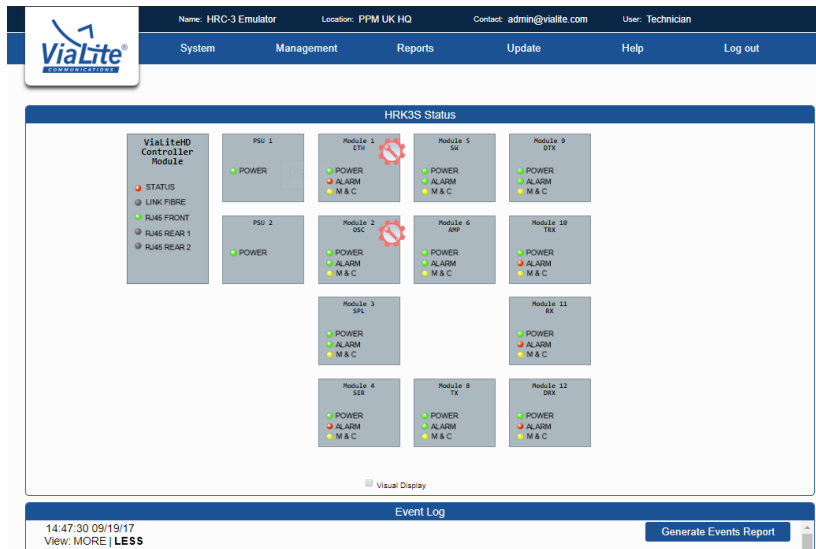 Name: HRC-3 Emulator Location: PPM UK HQ Contact: admin@vialite.com User: Technician
ViaLite®
COMMUNICATIONS
System Management Reports Update Help Log out
HRK3S Status
ViaLiteHD
Controller
Module
STATUS
LINK FIBRE
RJ45 FRONT
RJ45 REAR 1
RJ45 REAR 2
PSU 1
POWER
PSU 2
POWER
Module 1
ETH
POWER
ALARM
M & C
Module 2
OSC
POWER
ALARM
M & C
Module 3
SPL
POWER
ALARM
M & C
Module 4
SER
POWER
ALARM
M & C
Module 5
SW
POWER
ALARM
M & C
Module 6
AMP
POWER
ALARM
M & C
Module 8
TX
POWER
ALARM
M & C
Module 9
DTX
POWER
ALARM
M & C
Module 10
TRX
POWER
ALARM
M & C
Module 11
RX
POWER
ALARM
M & C
Module 12
DRX
POWER
ALARM
M & C
Visual Display
Event Log
14:47:30 09/19/17
View: MORE | LESS
Generate Events Report